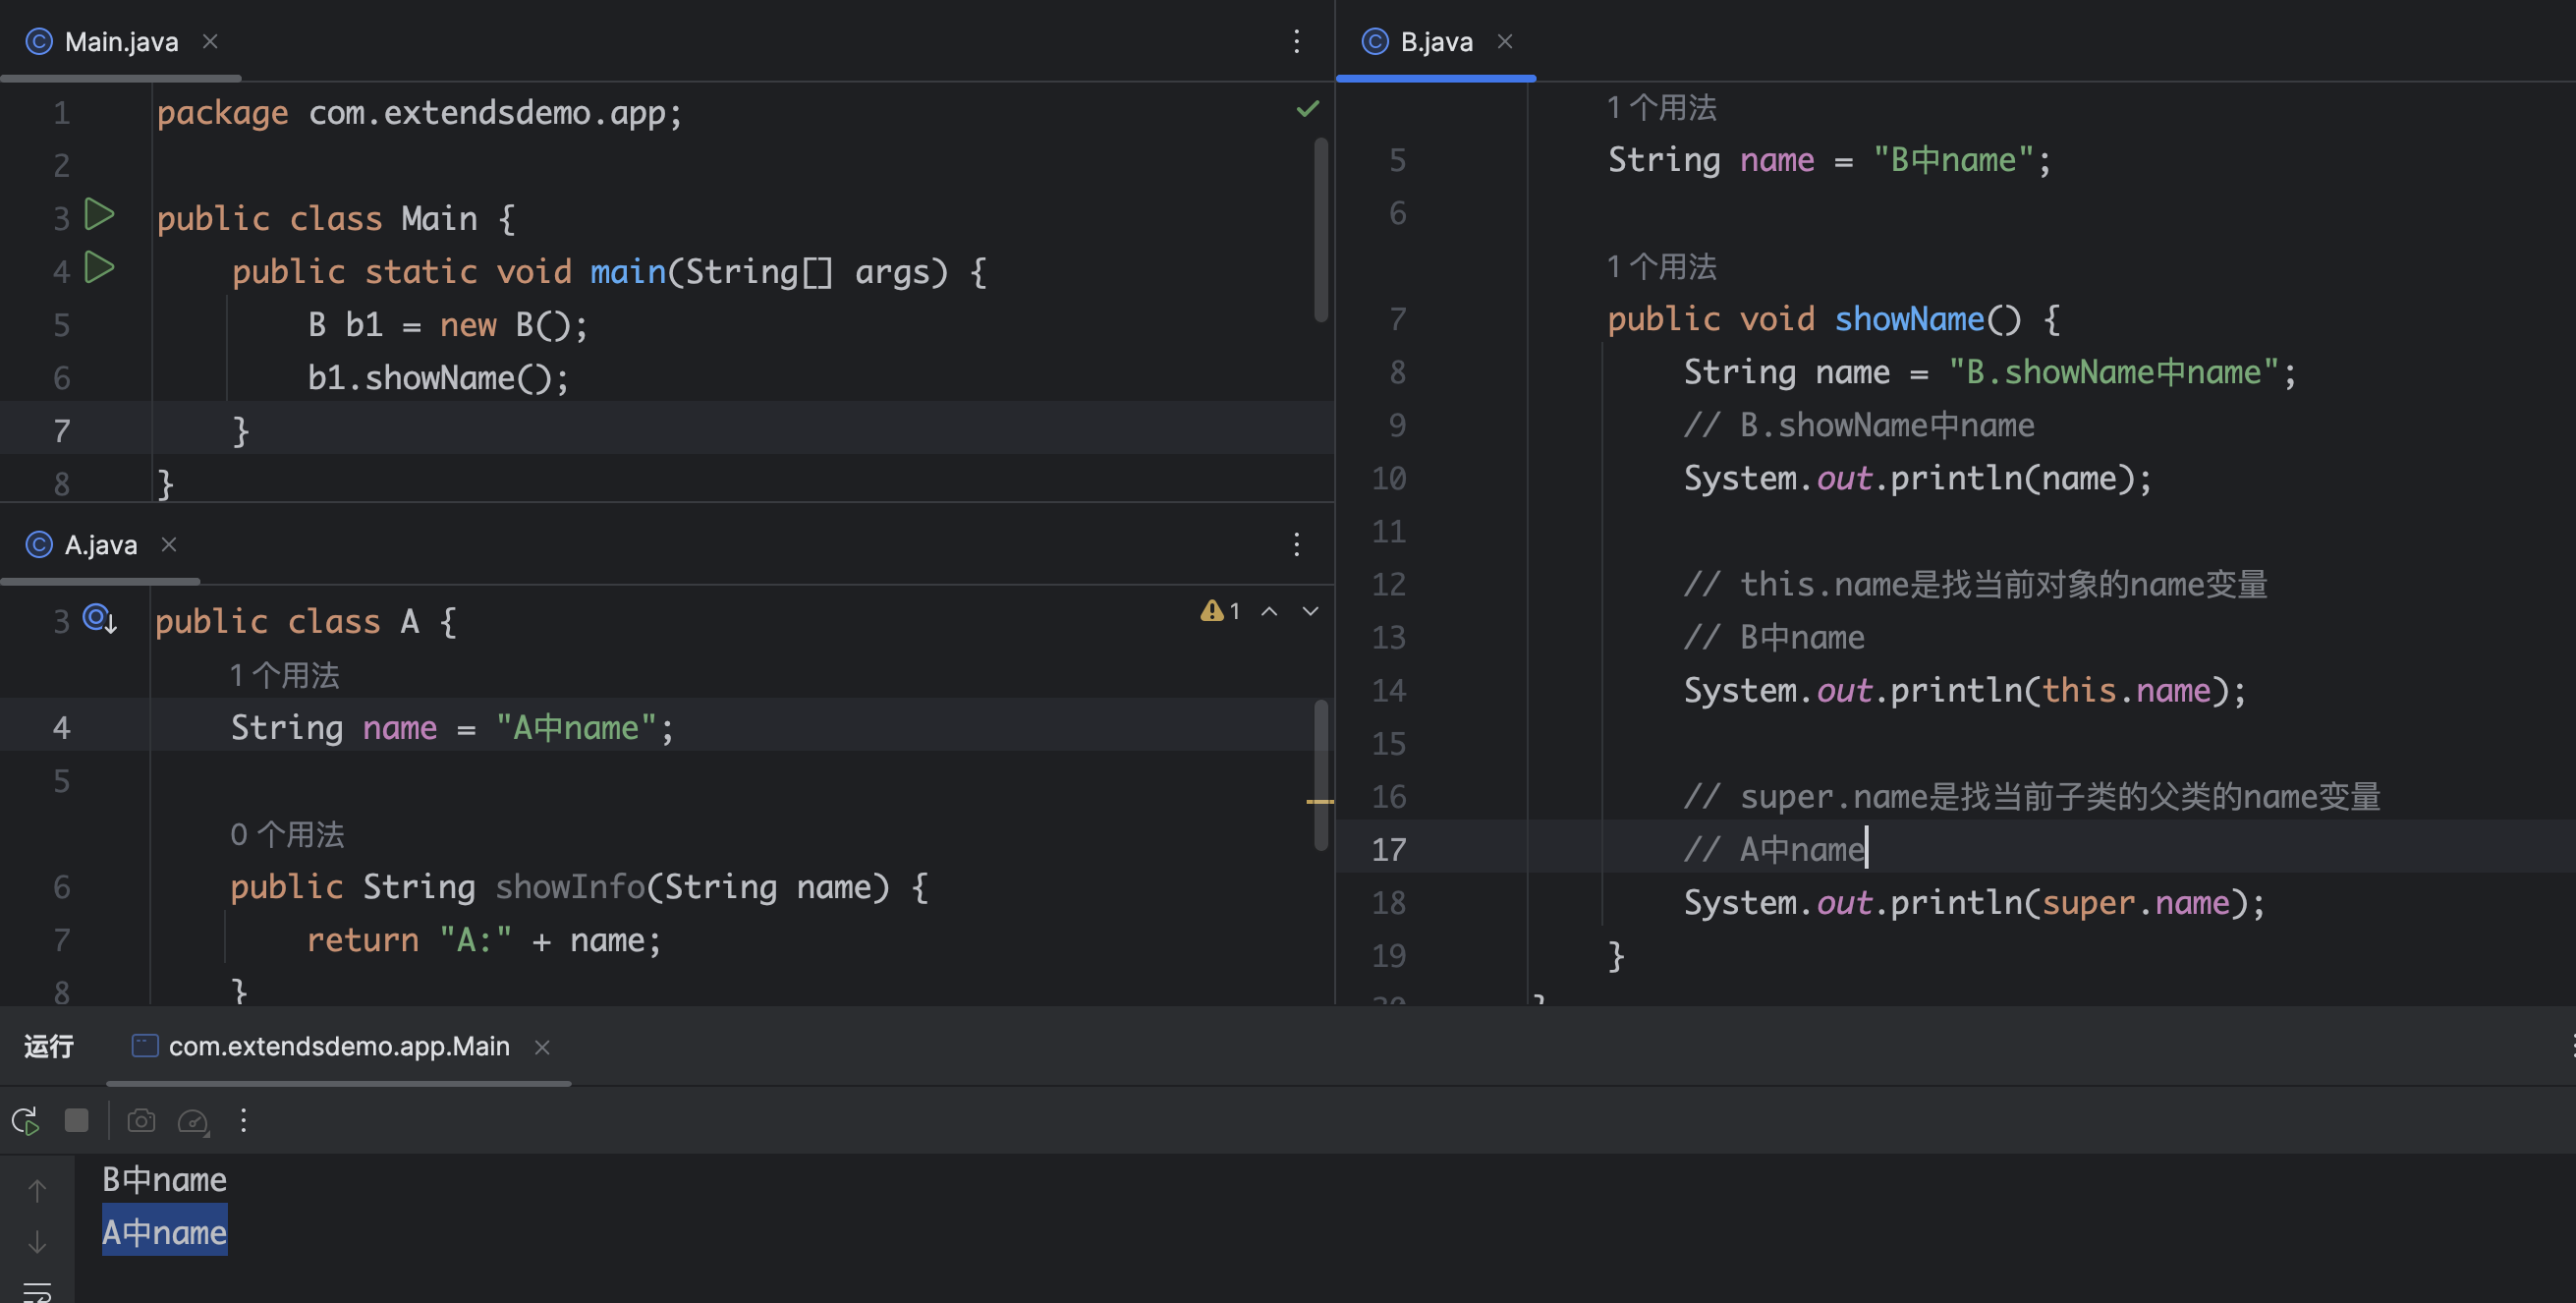 Main.java
1 package com.extendsdemo.app;
2
3 public class Main {
4 public static void main(String[] args) {
5 B b1 = new B();
6 b1.showName();
7 }
8 }
A.java
3 public class A {
1
1 个用法
4 String name = "A中name";
5
0 个用法
6 public String showInfo(String name) {
7 return "A:" + name;
8 }
B.java
1 个用法
5 String name = "B中name";
6
1 个用法
7 public void showName() {
8 String name = "B.showName中name";
9 // B.showName中name
10 System.out.println(name);
11
12 // this.name是找当前对象的name变量
13 // B中name
14 System.out.println(this.name);
15
16 // super.name是找当前子类的父类的name变量
17 // A中name
18 System.out.println(super.name);
19 }
运行 com.extendsdemo.app.Main
B中name
A中name